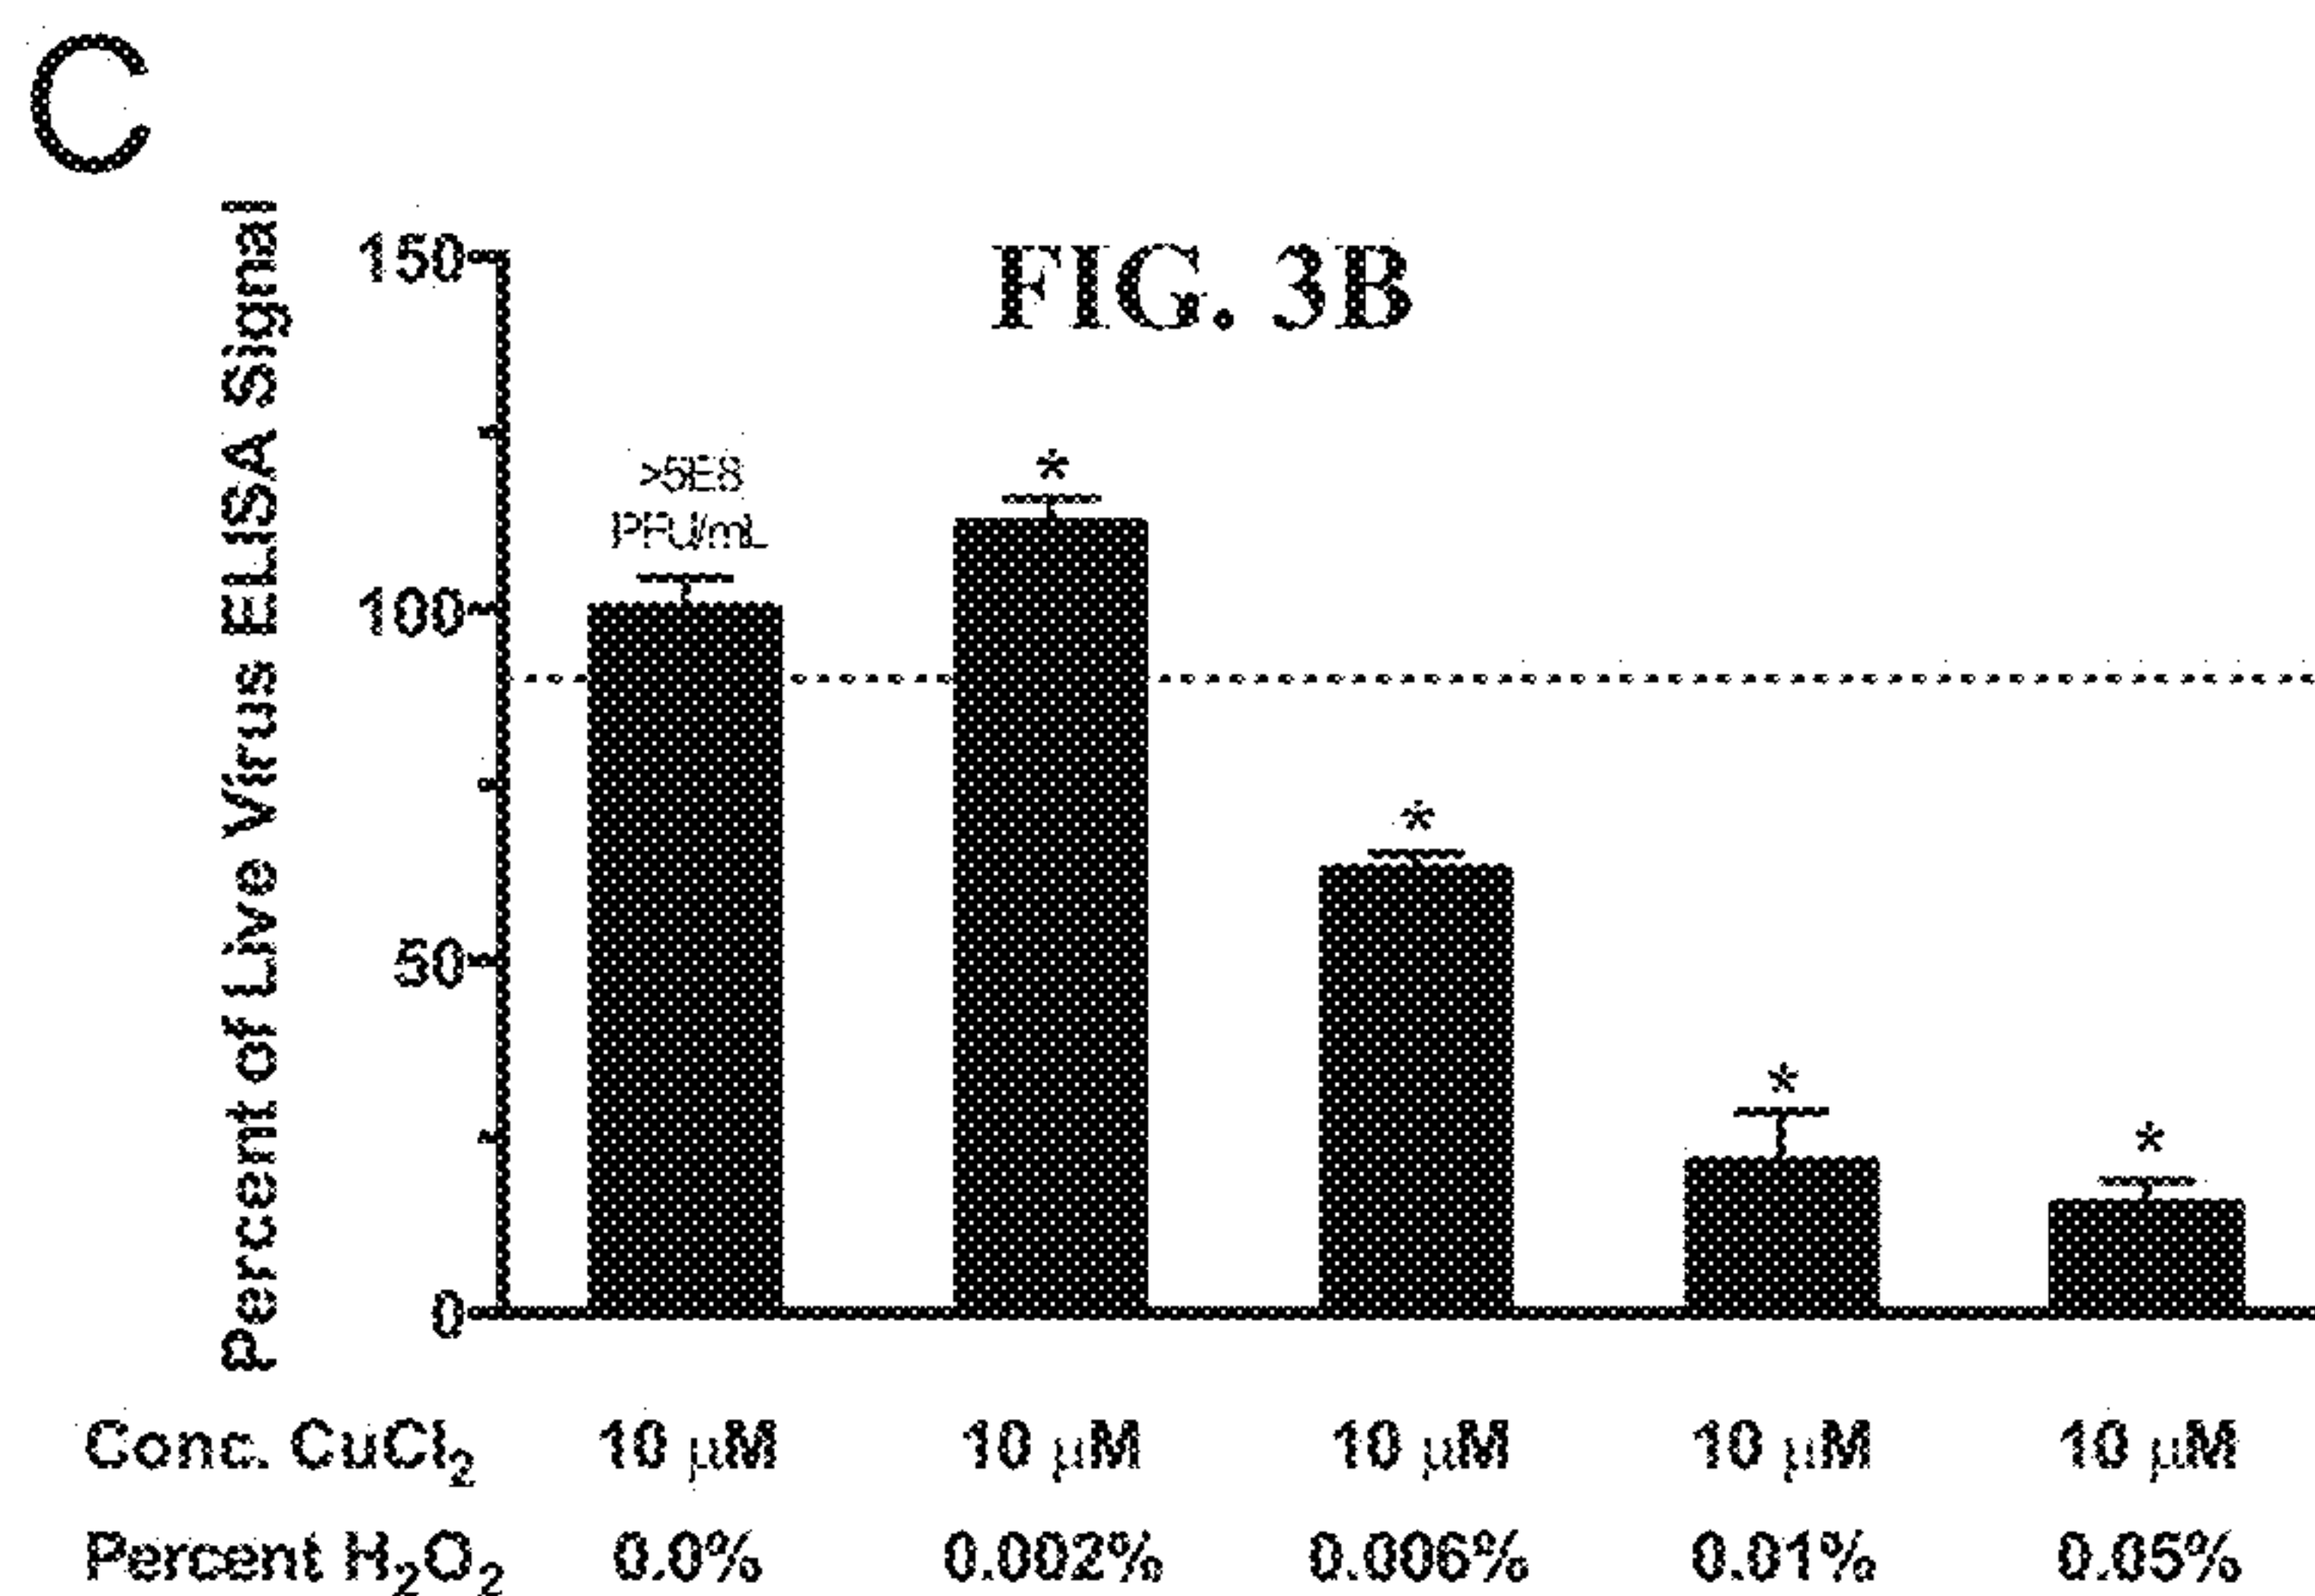 C
FIG. 3B
Percent of Live Virus ELISA Signal
150
100
50
0
>5E8
PFU/mL
*
*
*
*
Conc. CuCl₂ 10 µM 10 µM 10 µM 10 µM 10 µM
Percent H₂O₂ 0.0% 0.002% 0.006% 0.01% 0.05%